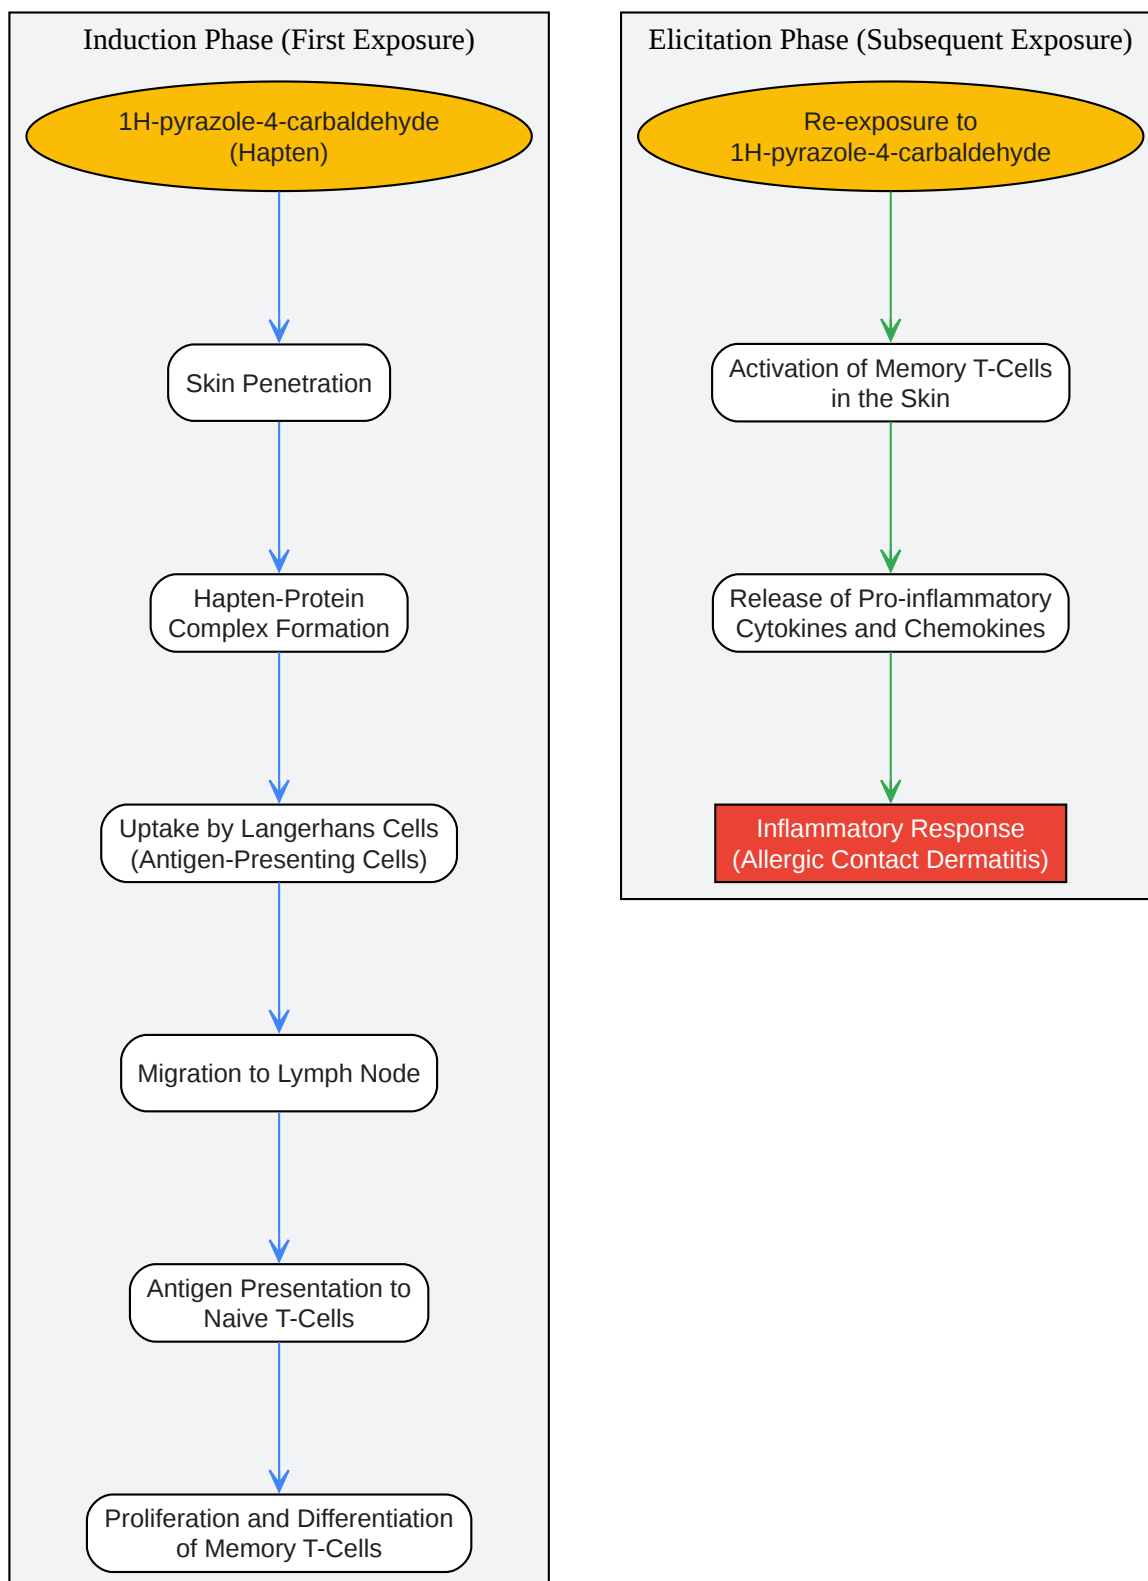 Induction Phase (First Exposure)
1H-pyrazole-4-carbaldehyde
(Hapten)
Skin Penetration
Hapten-Protein
Complex Formation
Uptake by Langerhans Cells
(Antigen-Presenting Cells)
Migration to Lymph Node
Antigen Presentation to
Naive T-Cells
Proliferation and Differentiation
of Memory T-Cells
Elicitation Phase (Subsequent Exposure)
Re-exposure to
1H-pyrazole-4-carbaldehyde
Activation of Memory T-Cells
in the Skin
Release of Pro-inflammatory
Cytokines and Chemokines
Inflammatory Response
(Allergic Contact Dermatitis)